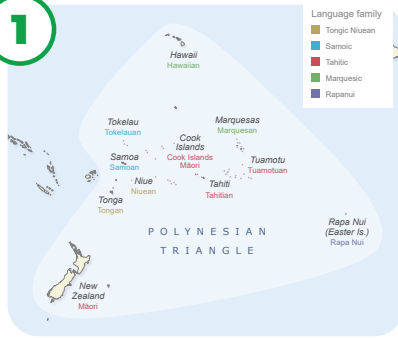 1
Language family
Tongic Niuean
Samoic
Tahitic
Marquesic
Rapanui
Hawaii
Hawaiian
Tokelau
Tokelauan
Marquesas
Marquesan
Cook
Islands
Cook Islands
Māori
Samoa
Samoan
Tuamotu
Tuamotuan
Niue
Niuean
Tahiti
Tahitian
Tonga
Tongan
Rapa Nui
(Easter Is.)
Rapa Nui
POLYNESIAN
TRIANGLE
New
Zealand
Māori